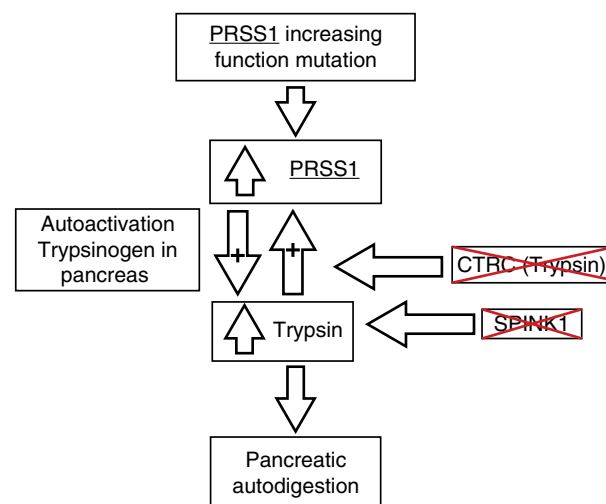 PRSS1 increasing
function mutation
PRSS1
Autoactivation
Trypsinogen in
pancreas
+
+
CTRC (Trypsin)
Trypsin
SPINK1
Pancreatic
autodigestion